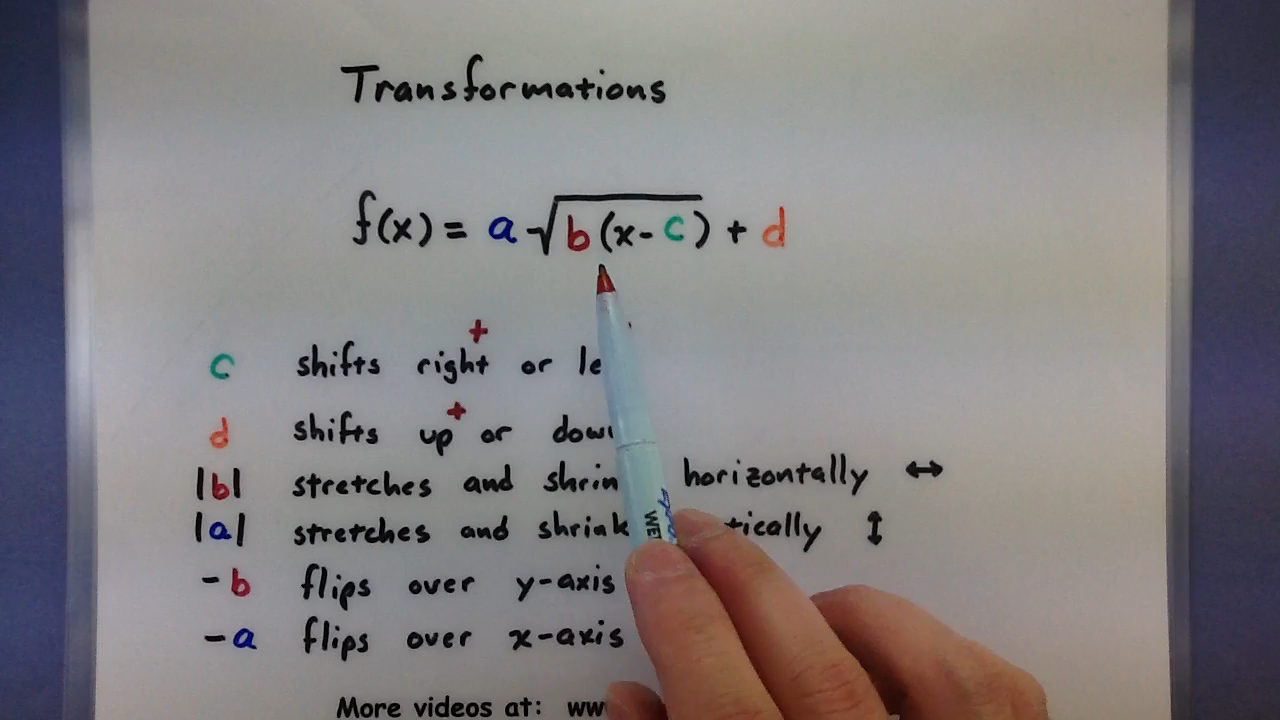 Transformations
f(x) = a√b(x-c) + d
+
c shifts right or le
+
d shifts up or dow
|b| stretches and shrin horizontally ↔
|a| stretches and shrink tically ↕
-b flips over y-axis
-a flips over x-axis
More videos at: ww